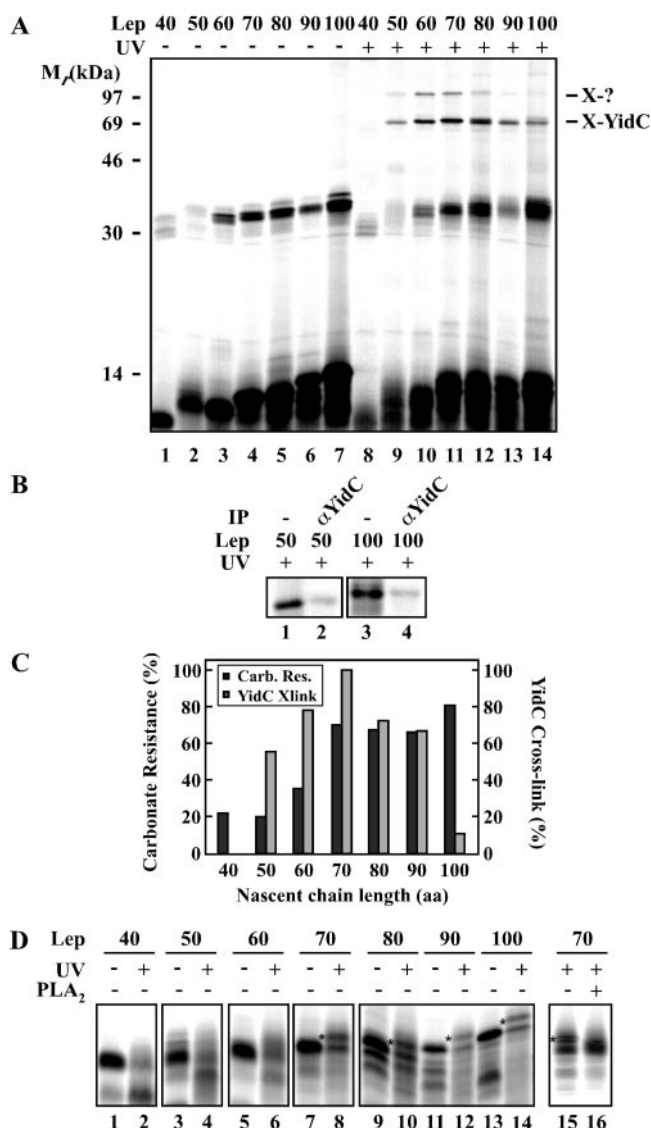 A
Lep 40 50 60 70 80 90 100 40 50 60 70 80 90 100
UV - - - - - - - + + + + + + +
Mr(kDa)
97 -
69 -
46 -
30 -
14 -
– X-?
– X-YidC
1 2 3 4 5 6 7 8 9 10 11 12 13 14
B
IP - αYidC - αYidC
Lep 50 50 100 100
UV + + + +
1 2 3 4
C
Carbonate Resistance (%)
100
80
60
40
20
0
Carb. Res.
YidC Xlink
100
80
60
40
20
0
YidC Cross-link (%)
40 50 60 70 80 90 100
Nascent chain length (aa)
D
Lep 40 50 60 70 80 90 100 70
UV - + - + - + - + - + - + - + + +
PLA2 - - - - - - - - - - - - - - - +
* * * * *
1 2 3 4 5 6 7 8 9 10 11 12 13 14 15 16